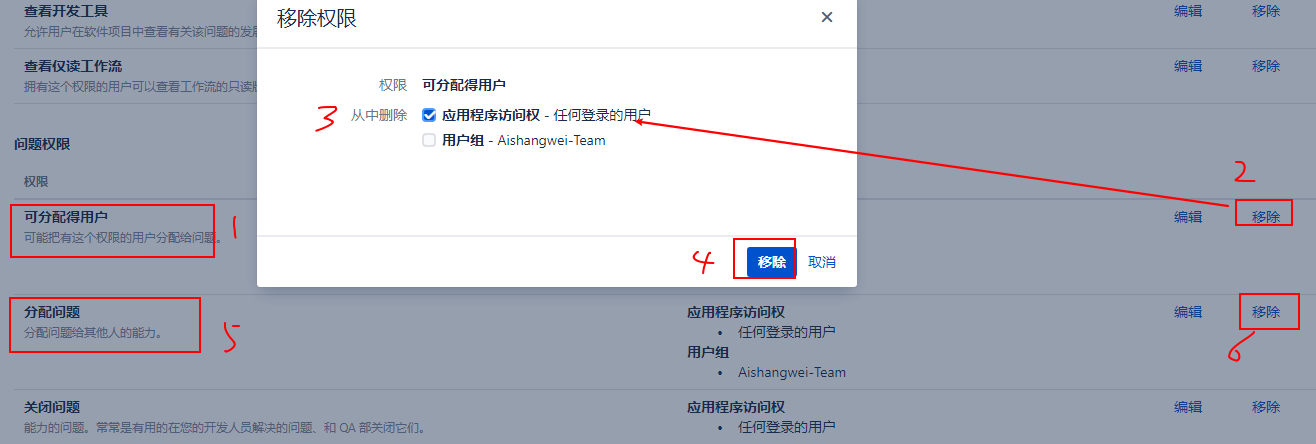 查看开发工具
允许用户在软件项目中查看有关该问题的发展
编辑 移除
查看仅读工作流
拥有这个权限的用户可以查看工作流的只读版
编辑 移除
移除权限
×
权限 可分配得用户
3 从中删除 应用程序访问权 - 任何登录的用户
用户组 - Aishangwei-Team
4 移除 取消
问题权限
权限
2
可分配得用户
可能把有这个权限的用户分配给问题。
1
编辑 移除
分配问题
分配问题给其他人的能力。
5
应用程序访问权
• 任何登录的用户
用户组
• Aishangwei-Team
编辑 移除
6
关闭问题
能力的问题。常常是有用的在您的开发人员解决的问题、和 QA 部关闭它们。
应用程序访问权
• 任何登录的用户
编辑 移除